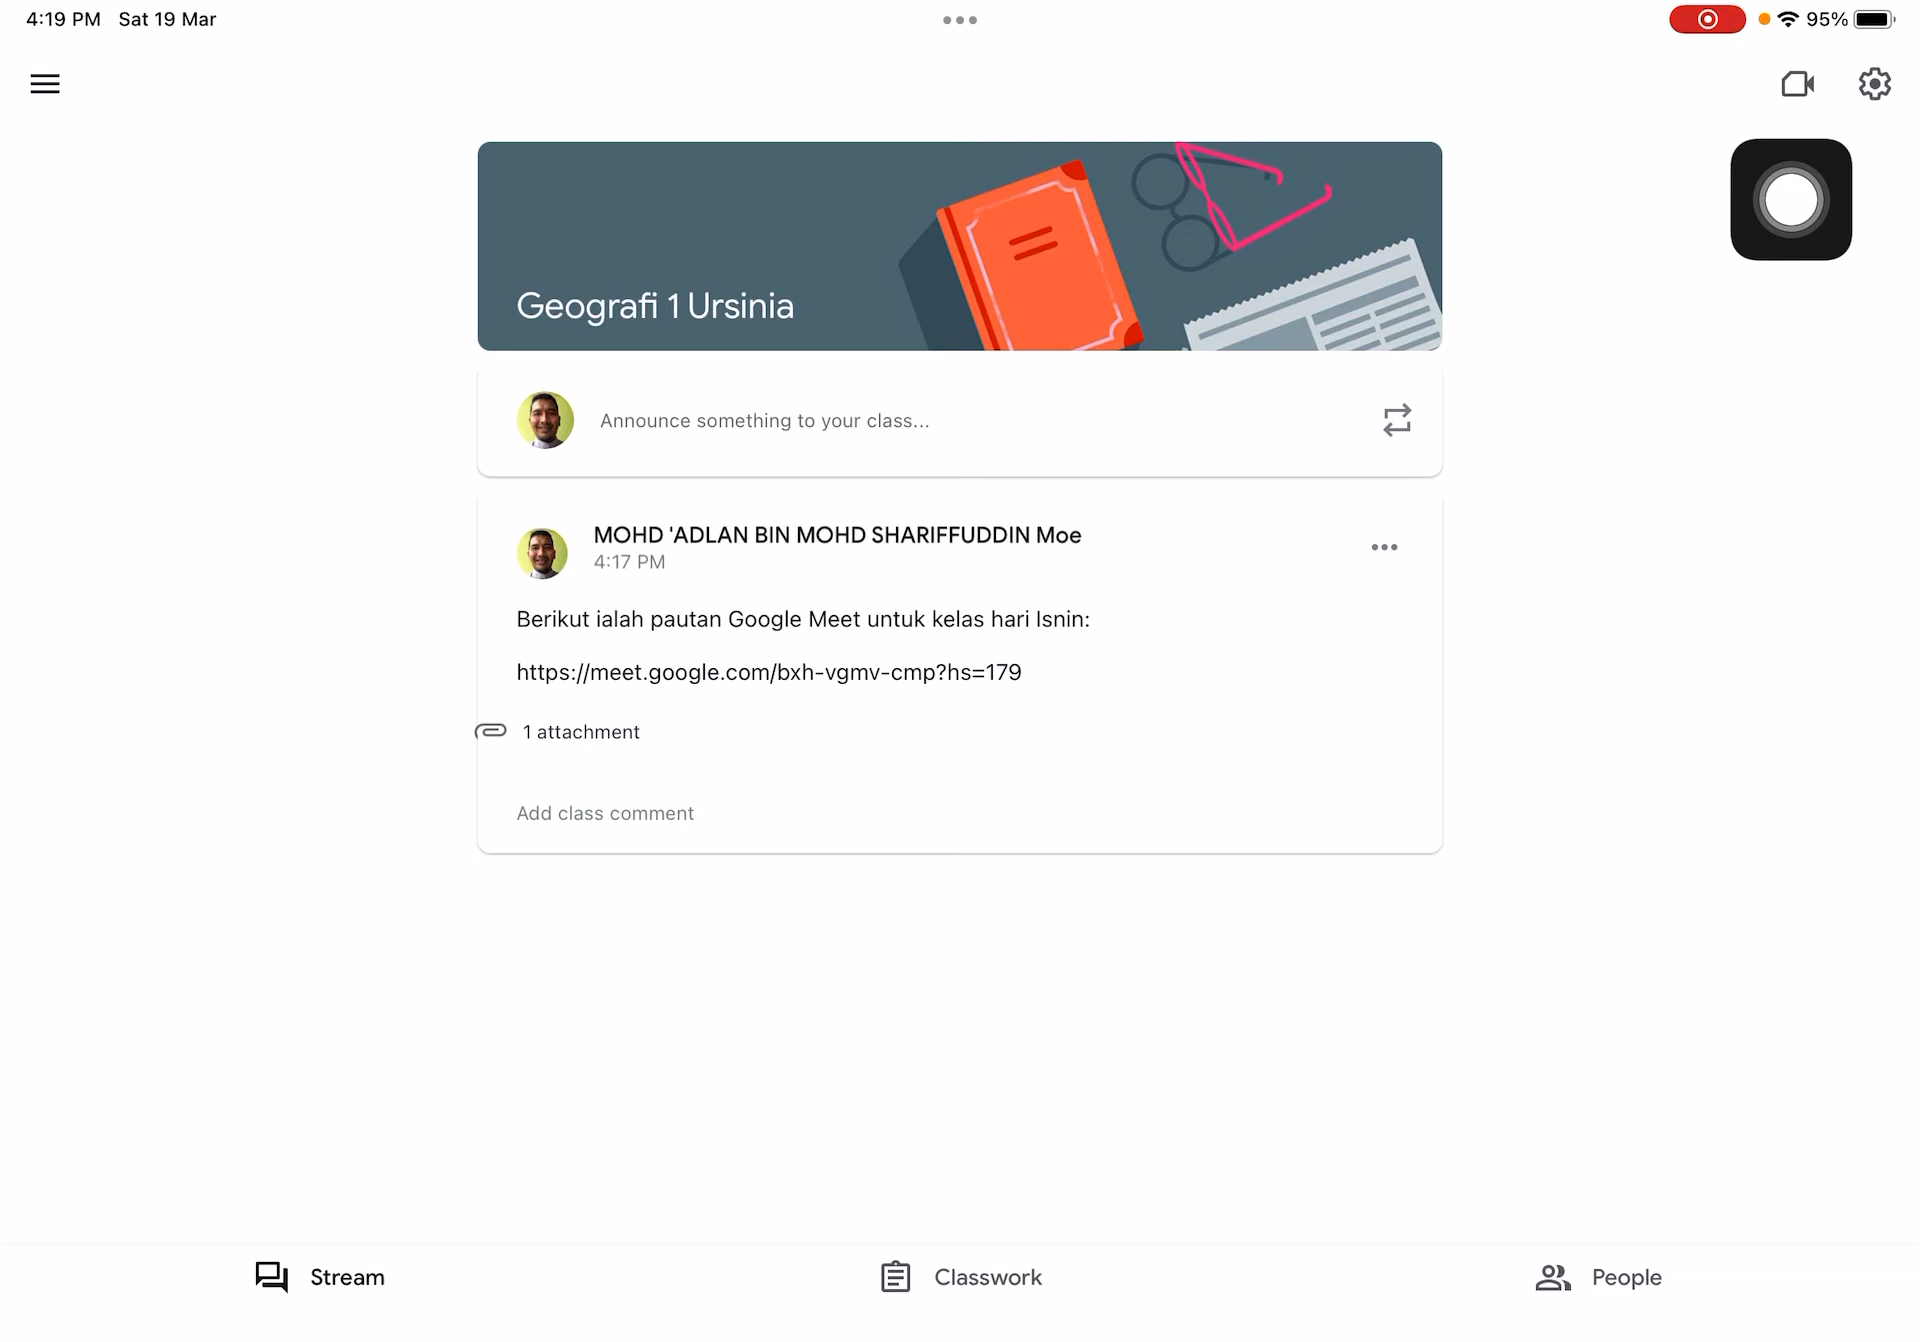 4:19 PM Sat 19 Mar
95%
Geografi 1 Ursinia
Announce something to your class...
MOHD 'ADLAN BIN MOHD SHARIFFUDDIN Moe
4:17 PM
Berikut ialah pautan Google Meet untuk kelas hari Isnin:
https://meet.google.com/bxh-vgmv-cmp?hs=179
1 attachment
Add class comment
Stream
Classwork
People